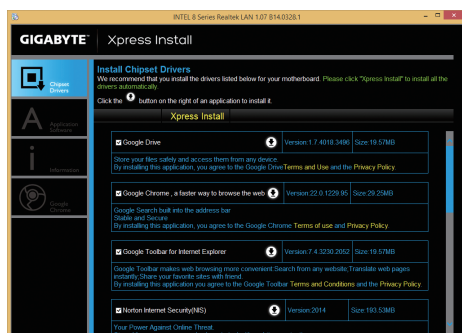 INTEL 8 Series Realtek LAN 1.07 B14.0328.1
GIGABYTE™ Xpress Install
Install Chipset Drivers
We recommend that you install the drivers listed below for your motherboard. Please click "Xpress Install" to install all the
drivers automatically.
Click the button on the right of an application to install it.
Xpress Install
Chipset
Drivers
Application
Software
Information
Google
Chrome
Google Drive Version:1.7.4018.3496 Size:19.57MB
Store your files safely and access them from any device.
By installing this application, you agree to the Google DriveTerms and Use and the Privacy Policy.
Google Chrome , a faster way to browse the web Version:22.0.1229.95 Size:29.25MB
Google Search built into the address bar
Stable and Secure
By installing this application, you agree to the Google Chrome Terms of use and Privacy Policy.
Google Toolbar for Internet Explorer Version:7.4.3230.2052 Size:19.57MB
Google Toolbar makes web browsing more convenient.Search from any website,Translate web pages
instantly,Share your favorite sites with friend.
By installing this application you agree to the Google Toolbar Terms and Conditions and the Privacy Policy.
Norton Internet Security(NIS) Version:2014 Size:193.53MB
Your Power Against Online Threat.